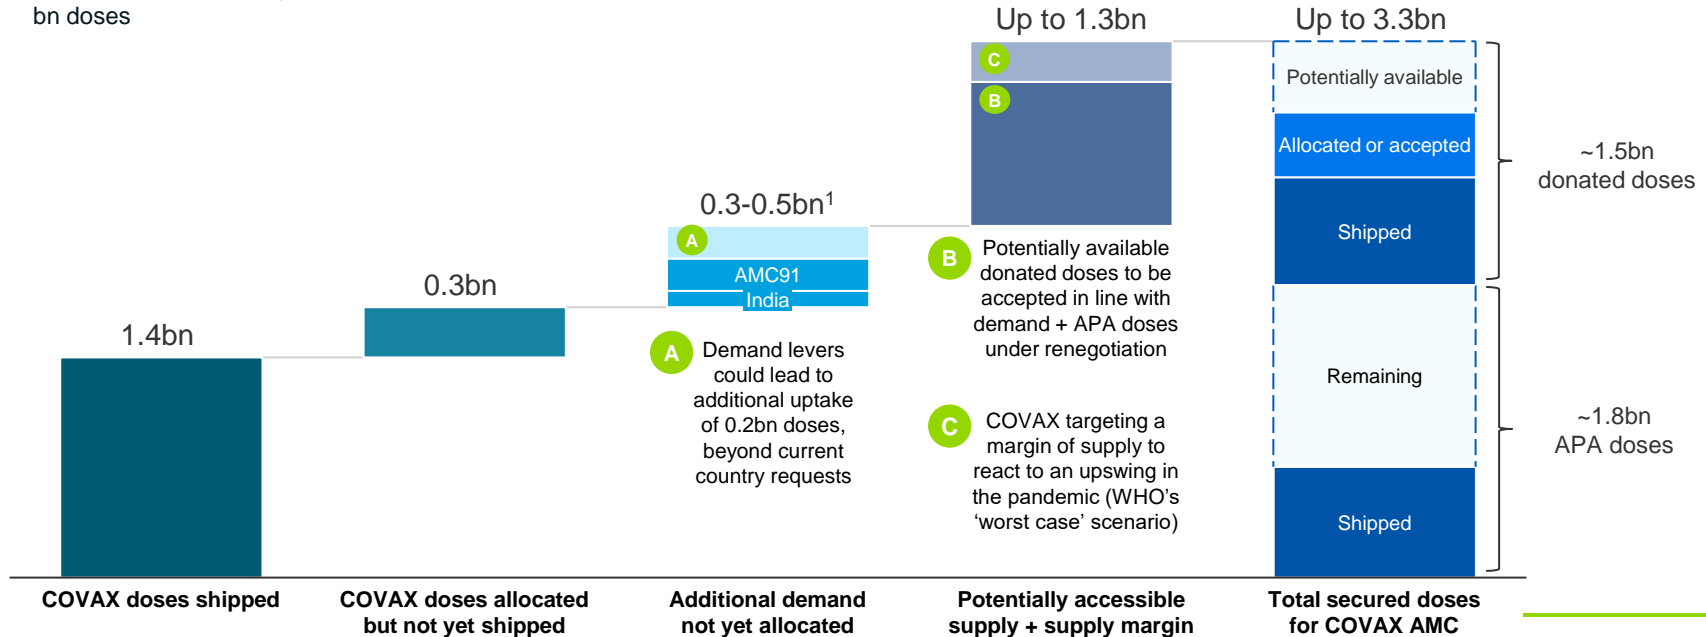 bn doses
1.4bn
0.3bn
0.3-0.5bn1
A
AMC91
India
A
Demand levers
could lead to
additional uptake
of 0.2bn doses,
beyond current
country requests
Up to 1.3bn
C
B
B
Potentially available
donated doses to be
accepted in line with
demand + APA doses
under renegotiation
C
COVAX targeting a
margin of supply to
react to an upswing in
the pandemic (WHO's
'worst case' scenario)
Up to 3.3bn
Potentially available
Allocated or accepted
Shipped
Remaining
Shipped
~1.5bn
donated doses
~1.8bn
APA doses
COVAX doses shipped
COVAX doses allocated
but not yet shipped
Additional demand
not yet allocated
Potentially accessible
supply + supply margin
Total secured doses
for COVAX AMC